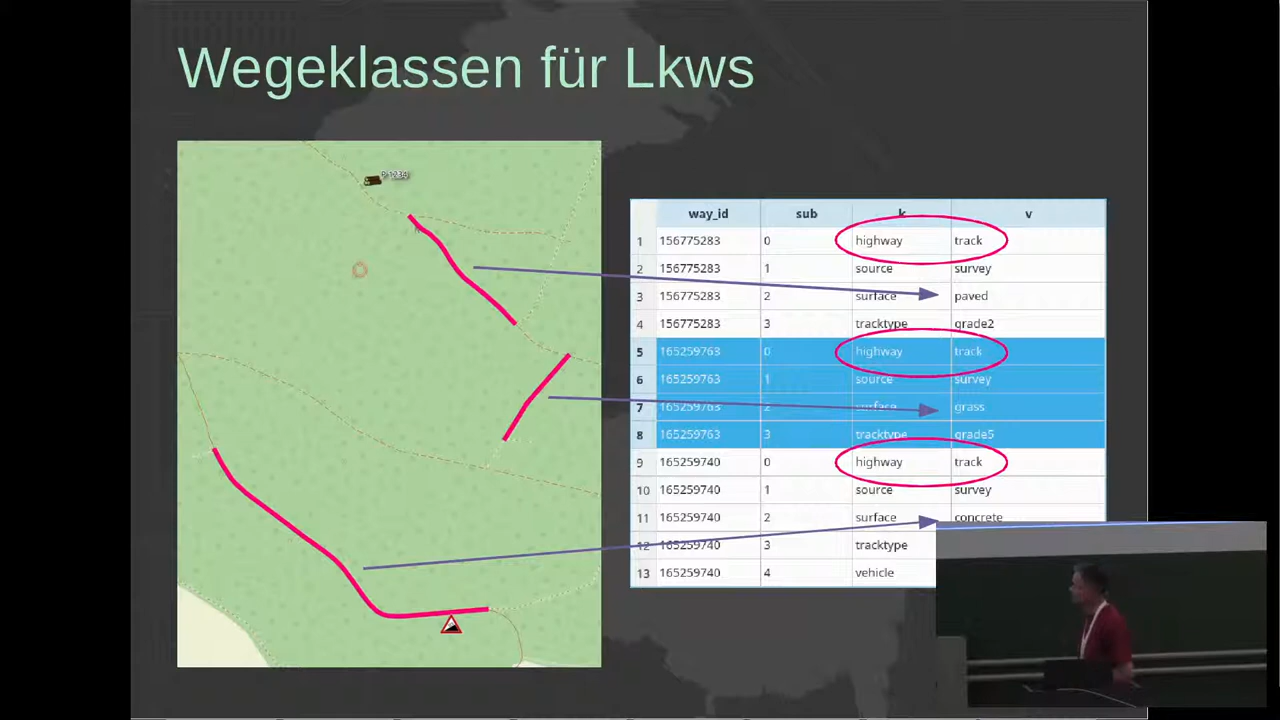 Wegeklassen für Lkws
P 1234
way_id sub k v
1 156775283 0 highway track
2 156775283 1 source survey
3 156775283 2 surface paved
4 156775283 3 tracktype grade2
5 165259763 0 highway track
6 165259763 1 source survey
7 165259763 2 surface grass
8 165259763 3 tracktype grade5
9 165259740 0 highway track
10 165259740 1 source survey
11 165259740 2 surface concrete
12 165259740 3 tracktype
13 165259740 4 vehicle